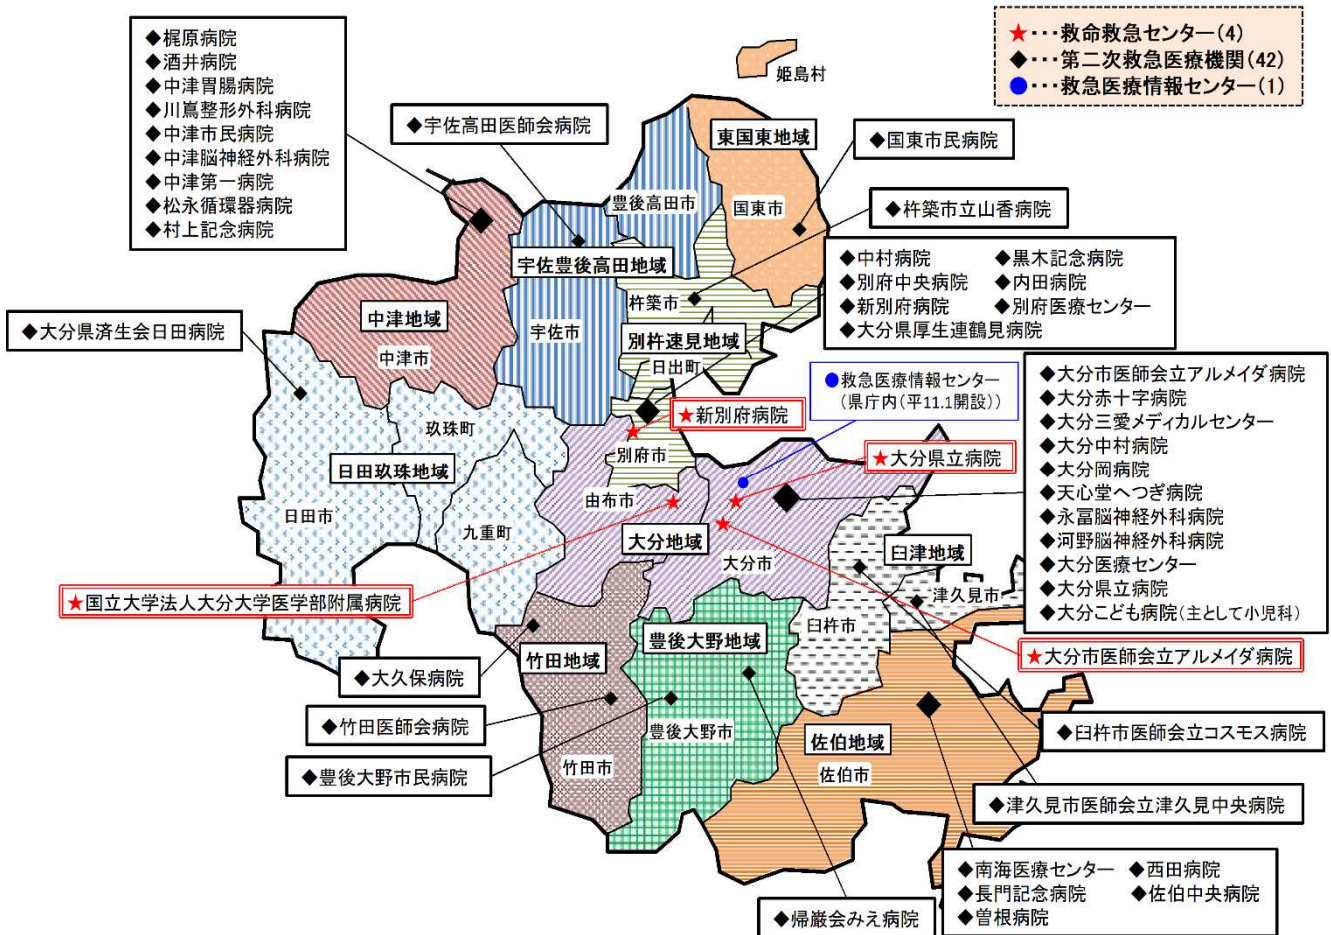 ★･･･救命救急センター(4)
◆･･･第二次救急医療機関(42)
●･･･救急医療情報センター(1)
◆梶原病院
◆酒井病院
◆中津胃腸病院
◆川嶌整形外科病院
◆中津市民病院
◆中津脳神経外科病院
◆中津第一病院
◆松永循環器病院
◆村上記念病院
◆宇佐高田医師会病院
姫島村
東国東地域
◆国東市民病院
豊後高田市
国東市
◆杵築市立山香病院
宇佐豊後高田地域
◆中村病院
◆黒木記念病院
◆別府中央病院
◆内田病院
◆新別府病院
◆別府医療センター
◆大分県厚生連鶴見病院
杵築市
◆大分県済生会日田病院
中津地域
中津市
宇佐市
別杵速見地域
日出町
●救急医療情報センター
(県庁内(平11.1開設))
◆大分市医師会立アルメイダ病院
◆大分赤十字病院
◆大分三愛メディカルセンター
◆大分中村病院
◆大分岡病院
◆天心堂へつぎ病院
◆永冨脳神経外科病院
◆河野脳神経外科病院
◆大分医療センター
◆大分県立病院
◆大分こども病院(主として小児科)
★新別府病院
玖珠町
別府市
★大分県立病院
日田玖珠地域
日田市
九重町
由布市
大分地域
大分市
臼津地域
津久見市
臼杵市
★国立大学法人大分大学医学部附属病院
★大分市医師会立アルメイダ病院
◆大久保病院
竹田地域
豊後大野地域
◆竹田医師会病院
豊後大野市
佐伯地域
佐伯市
◆臼杵市医師会立コスモス病院
◆豊後大野市民病院
竹田市
◆津久見市医師会立津久見中央病院
◆南海医療センター
◆西田病院
◆長門記念病院
◆佐伯中央病院
◆曽根病院
◆帰巖会みえ病院